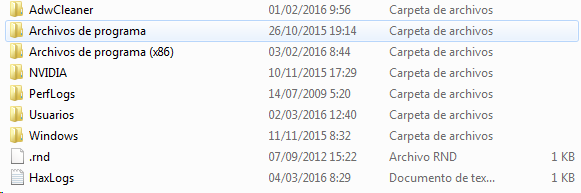 AdwCleaner 01/02/2016 9:56 Carpeta de archivos
Archivos de programa 26/10/2015 19:14 Carpeta de archivos
Archivos de programa (x86) 03/02/2016 8:44 Carpeta de archivos
NVIDIA 10/11/2015 17:29 Carpeta de archivos
PerfLogs 14/07/2009 5:20 Carpeta de archivos
Usuarios 02/03/2016 12:40 Carpeta de archivos
Windows 11/11/2015 8:32 Carpeta de archivos
.rnd 07/09/2012 15:22 Archivo RND 1 KB
HaxLogs 04/03/2016 8:29 Documento de tex... 1 KB